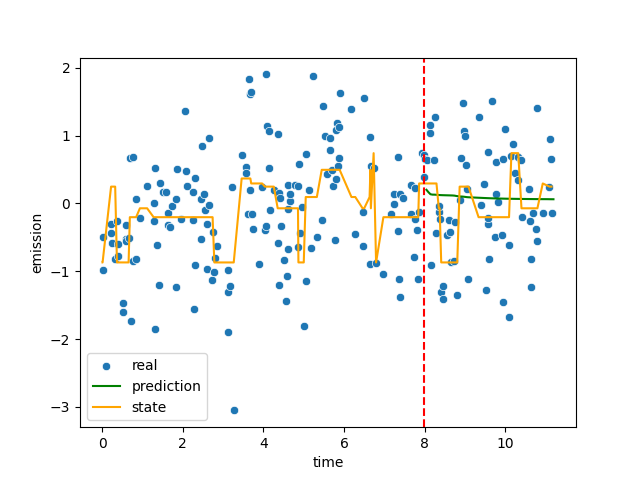 2
1
0
−1
−2
−3
emission
real
prediction
state
0 2 4 6 8 10
time